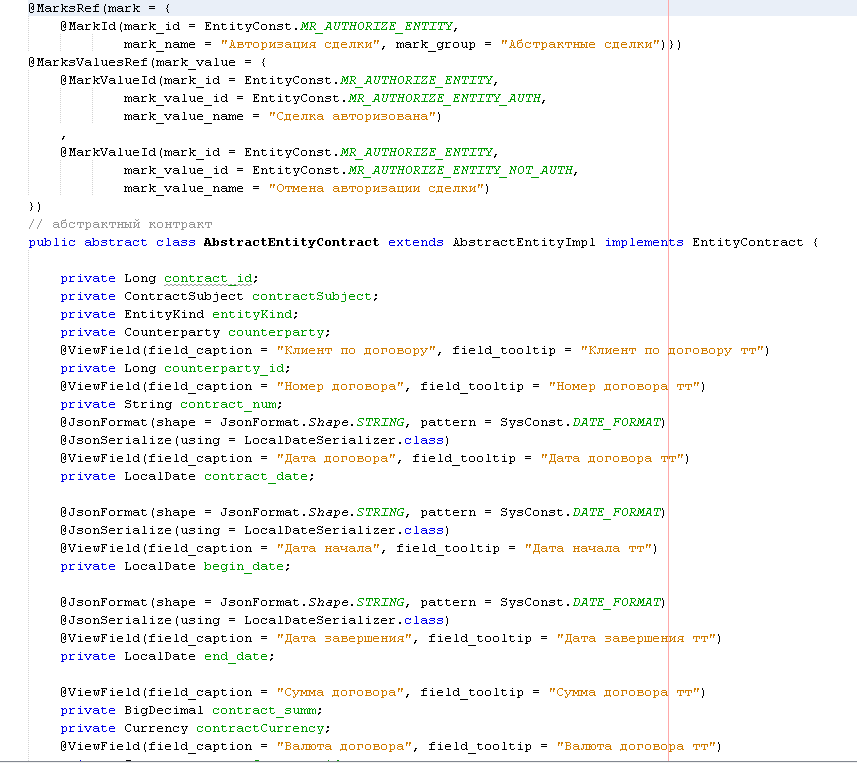 @MarksRef(mark = {
@MarkId(mark_id = EntityConst.MR_AUTHORIZE_ENTITY,
mark_name = "Авторизация сделки", mark_group = "Абстрактные сделки")})
@MarksValuesRef(mark_value = {
@MarkValueId(mark_id = EntityConst.MR_AUTHORIZE_ENTITY,
mark_value_id = EntityConst.MR_AUTHORIZE_ENTITY_AUTH,
mark_value_name = "Сделка авторизована")
,
@MarkValueId(mark_id = EntityConst.MR_AUTHORIZE_ENTITY,
mark_value_id = EntityConst.MR_AUTHORIZE_ENTITY_NOT_AUTH,
mark_value_name = "Отмена авторизации сделки")
})
// абстрактный контракт
public abstract class AbstractEntityContract extends AbstractEntityImpl implements EntityContract {
private Long contract_id;
private ContractSubject contractSubject;
private EntityKind entityKind;
private Counterparty counterparty;
@ViewField(field_caption = "Клиент по договору", field_tooltip = "Клиент по договору тт")
private Long counterparty_id;
@ViewField(field_caption = "Номер договора", field_tooltip = "Номер договора тт")
private String contract_num;
@JsonFormat(shape = JsonFormat.Shape.STRING, pattern = SysConst.DATE_FORMAT)
@JsonSerialize(using = LocalDateSerializer.class)
@ViewField(field_caption = "Дата договора", field_tooltip = "Дата договора тт")
private LocalDate contract_date;
@JsonFormat(shape = JsonFormat.Shape.STRING, pattern = SysConst.DATE_FORMAT)
@JsonSerialize(using = LocalDateSerializer.class)
@ViewField(field_caption = "Дата начала", field_tooltip = "Дата начала тт")
private LocalDate begin_date;
@JsonFormat(shape = JsonFormat.Shape.STRING, pattern = SysConst.DATE_FORMAT)
@JsonSerialize(using = LocalDateSerializer.class)
@ViewField(field_caption = "Дата завершения", field_tooltip = "Дата завершения тт")
private LocalDate end_date;
@ViewField(field_caption = "Сумма договора", field_tooltip = "Сумма договора тт")
private BigDecimal contract_summ;
private Currency contractCurrency;
@ViewField(field_caption = "Валюта договора", field_tooltip = "Валюта договора тт")